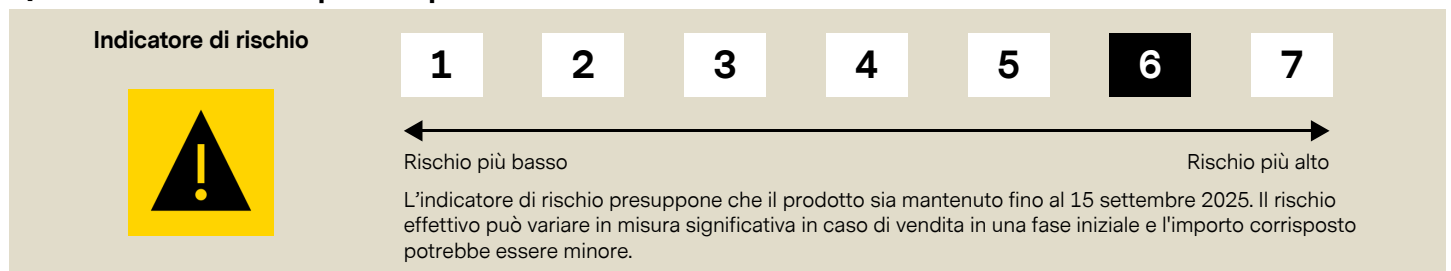 Indicatore di rischio
1 2 3 4 5 6 7
Rischio più basso Rischio più alto
L'indicatore di rischio presuppone che il prodotto sia mantenuto fino al 15 settembre 2025. Il rischio
effettivo può variare in misura significativa in caso di vendita in una fase iniziale e l'importo corrisposto
potrebbe essere minore.